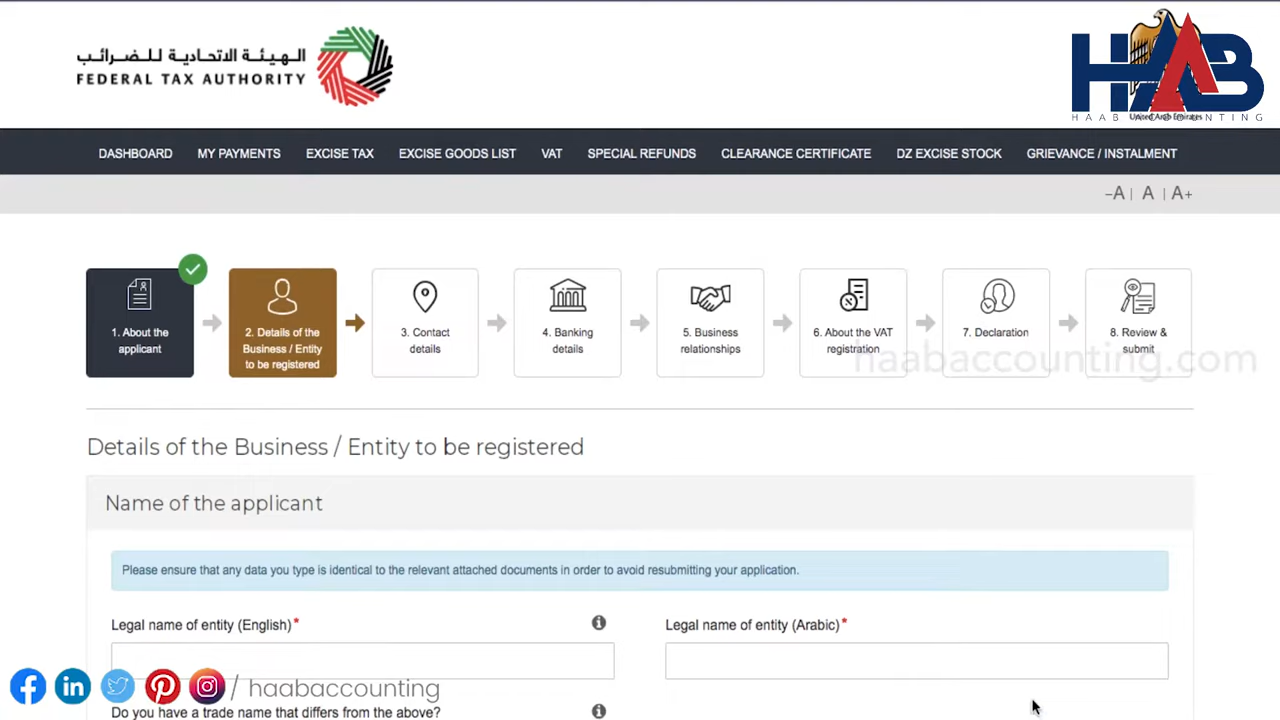 الهيئة الاتحادية للضرائب
FEDERAL TAX AUTHORITY
HAB
HAAB ACCOUNTING
United Arab Emirates
DASHBOARD MY PAYMENTS EXCISE TAX EXCISE GOODS LIST VAT SPECIAL REFUNDS CLEARANCE CERTIFICATE DZ EXCISE STOCK GRIEVANCE / INSTALMENT
-A | A | A+
1. About the
applicant
2. Details of the
Business / Entity
to be registered
3. Contact
details
4. Banking
details
5. Business
relationships
6. About the VAT
registration
7. Declaration
8. Review &
submit
haabaccounting.com
Details of the Business / Entity to be registered
Name of the applicant
Please ensure that any data you type is identical to the relevant attached documents in order to avoid resubmitting your application.
Legal name of entity (English)*
Legal name of entity (Arabic)*
/ haabaccounting
Do you have a trade name that differs from the above?